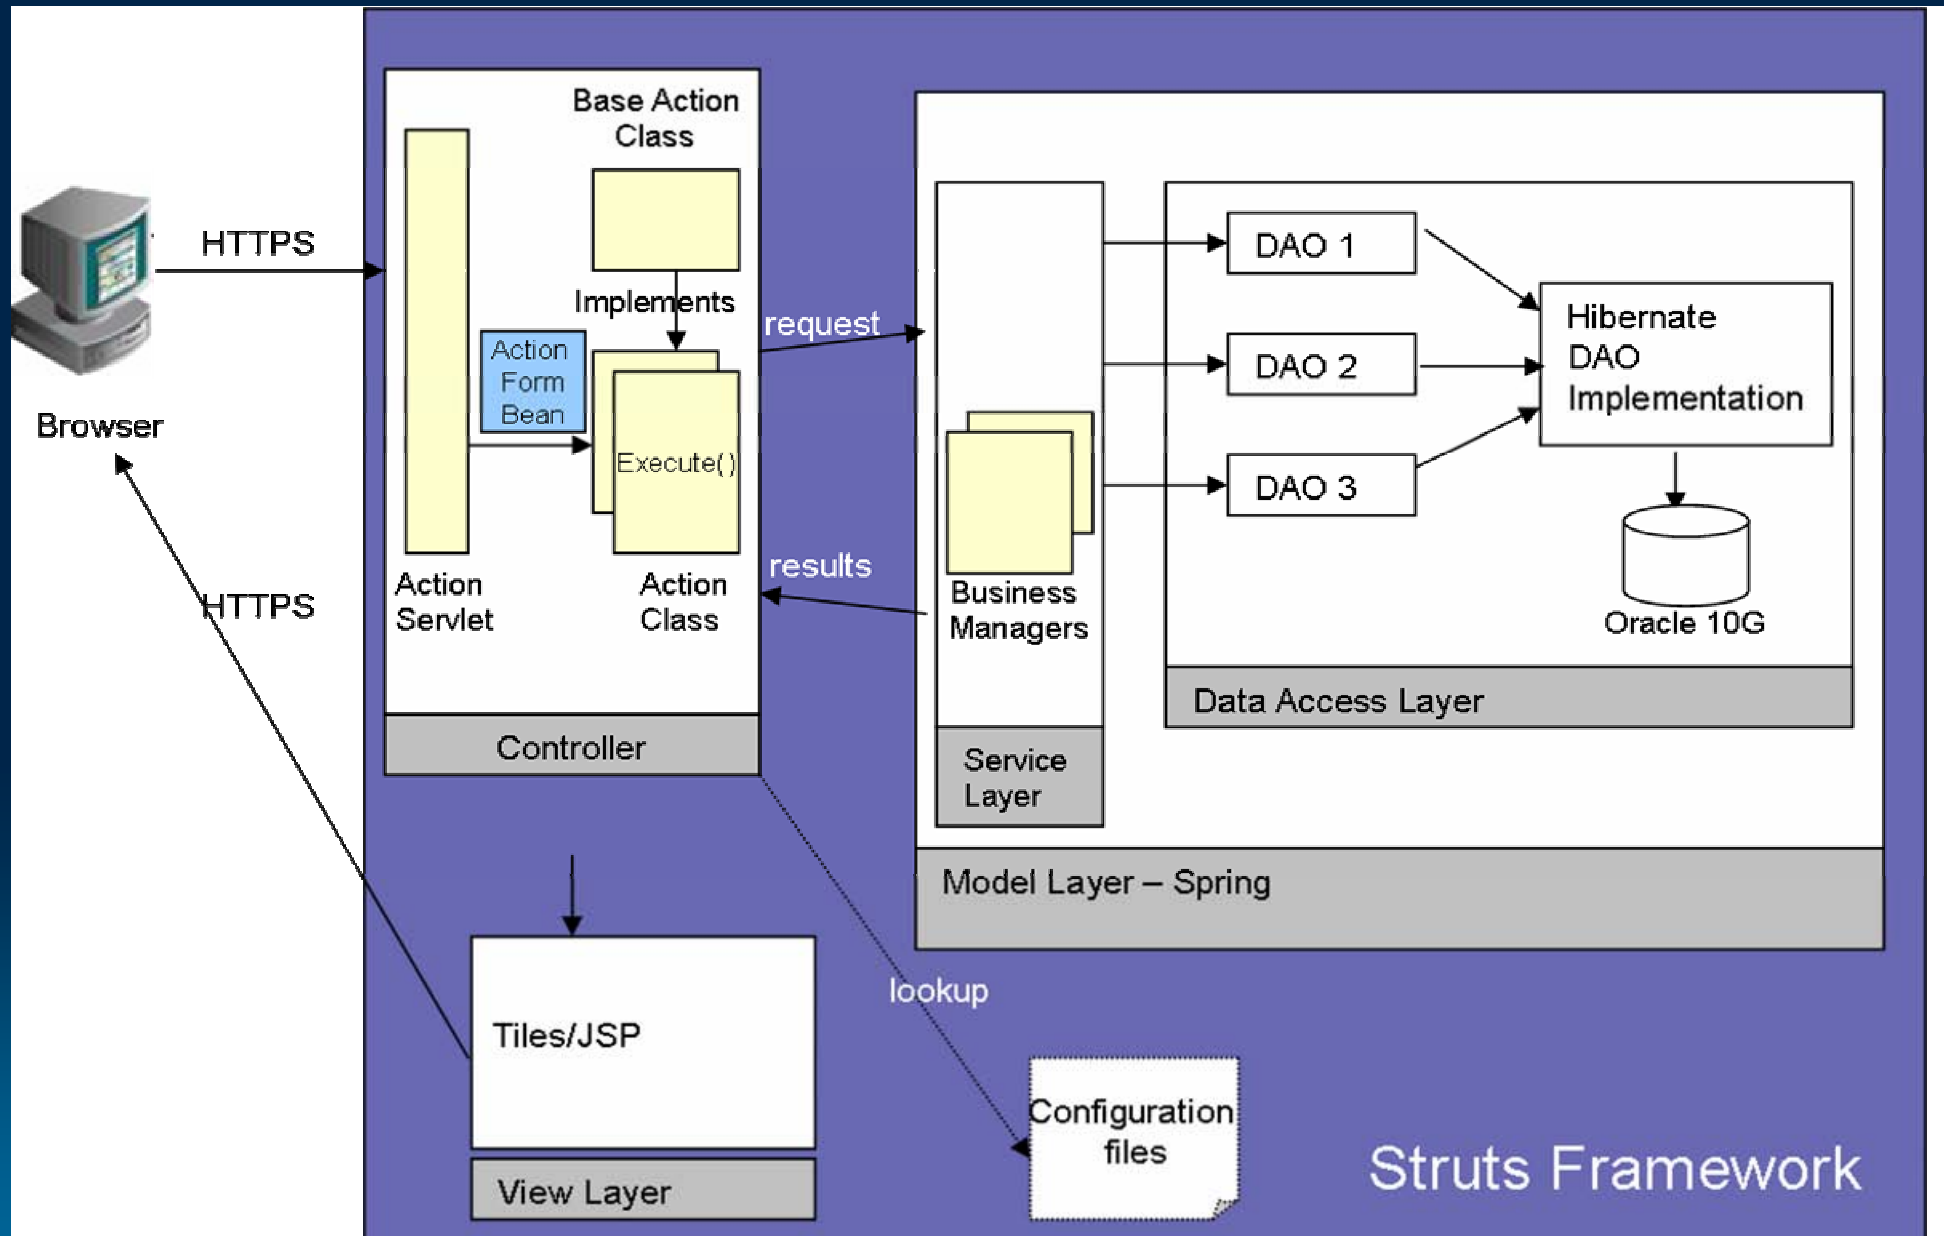 Base Action
Class
HTTPS
Implements
Action
Form
Bean
Execute()
Browser
HTTPS
Action
Servlet
Action
Class
Controller
request
results
Business
Managers
Service
Layer
DAO 1
DAO 2
DAO 3
Hibernate
DAO
Implementation
Oracle 10G
Data Access Layer
Model Layer – Spring
lookup
Tiles/JSP
View Layer
Configuration
files
Struts Framework